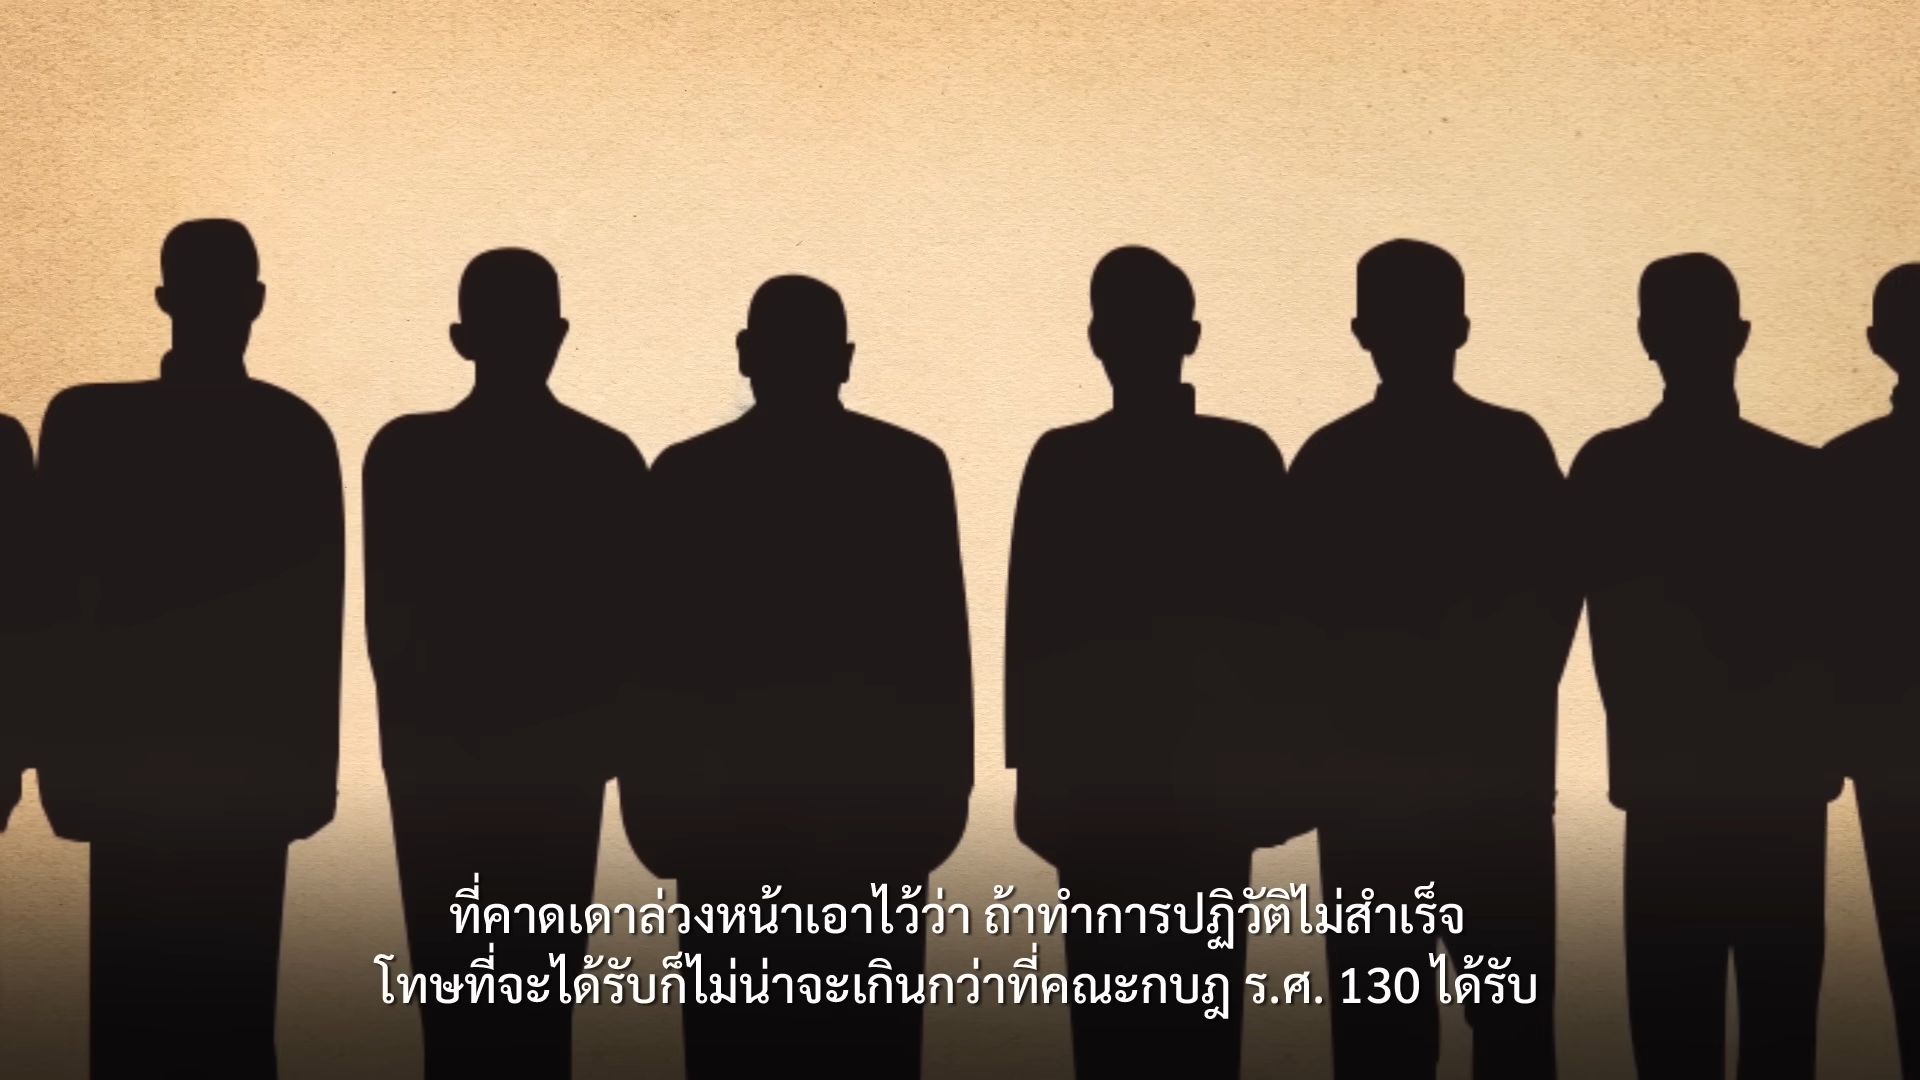 ที่คาดเดาล่วงหน้าเอาไว้ว่า ถ้าทำการปฏิวัติไม่สำเร็จ
โทษที่จะได้รับก็ไม่น่าจะเกินกว่าที่คณะกบฎ ร.ศ. 130 ได้รับ